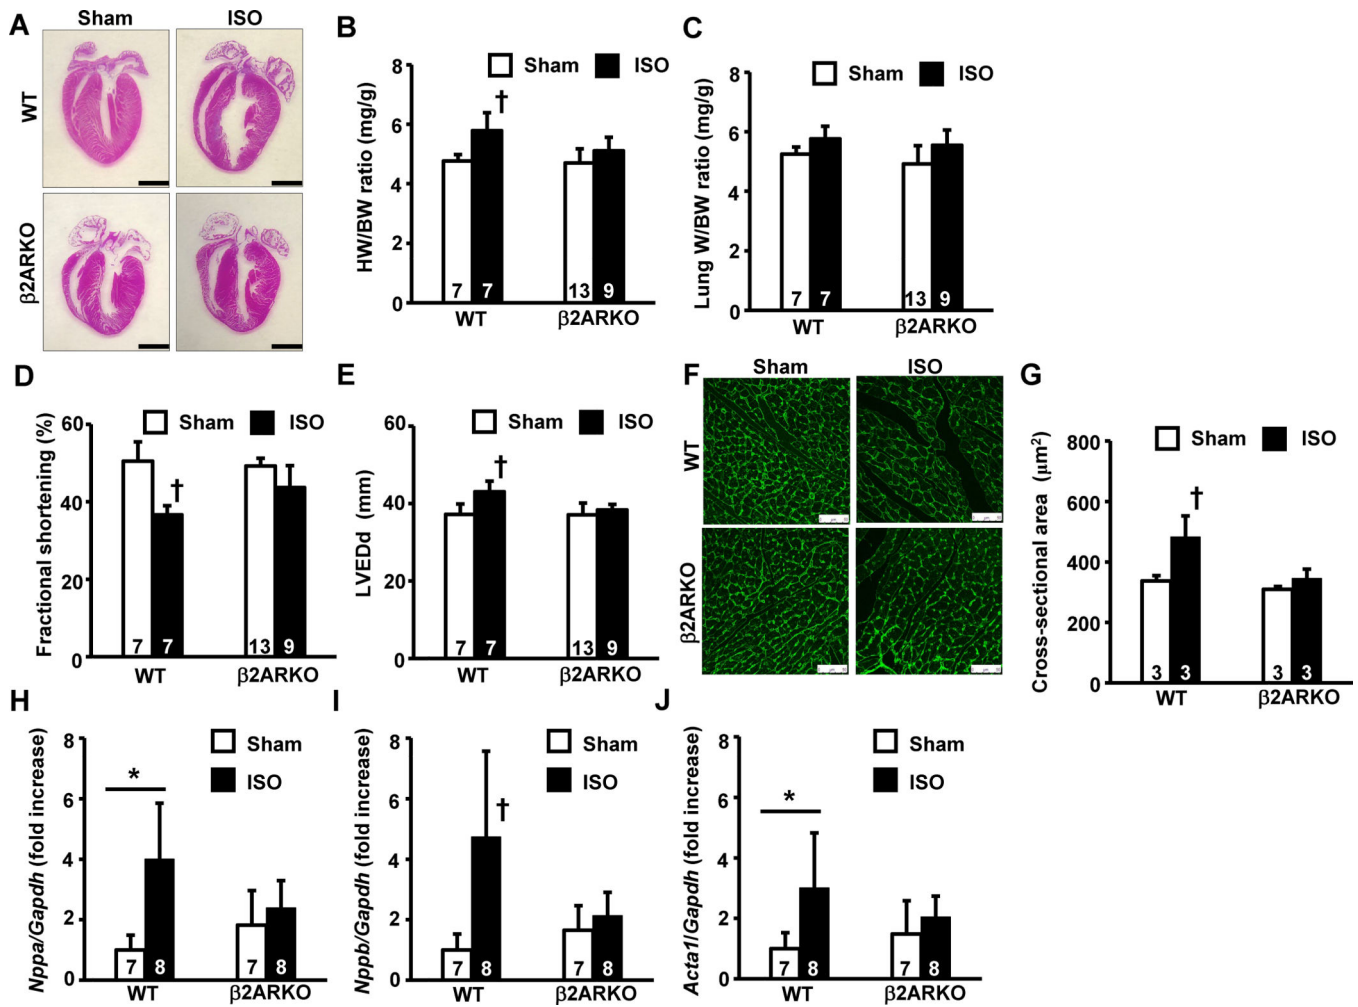 A
Sham
ISO
WT
β2ARKO
B
Sham
ISO
HW/BW ratio (mg/g)
8
6
4
2
0
†
7
7
13
9
WT
β2ARKO
C
Sham
ISO
Lung W/BW ratio (mg/g)
8
6
4
2
0
7
7
13
9
WT
β2ARKO
D
Sham
ISO
Fractional shortening (%)
60
40
20
0
†
7
7
13
9
WT
β2ARKO
E
Sham
ISO
LVEDd (mm)
60
40
20
0
†
7
7
13
9
WT
β2ARKO
F
Sham
ISO
WT
β2ARKO
G
Sham
ISO
Cross-sectional area (μm²)
800
600
400
200
0
†
3
3
3
3
WT
β2ARKO
H
Sham
ISO
Nppa/Gapdh (fold increase)
8
6
4
2
0
*
7
8
7
8
WT
β2ARKO
I
Sham
ISO
Nppb/Gapdh (fold increase)
8
6
4
2
0
†
7
8
7
8
WT
β2ARKO
J
Sham
ISO
Acta1/Gapdh (fold increase)
8
6
4
2
0
*
7
8
7
8
WT
β2ARKO